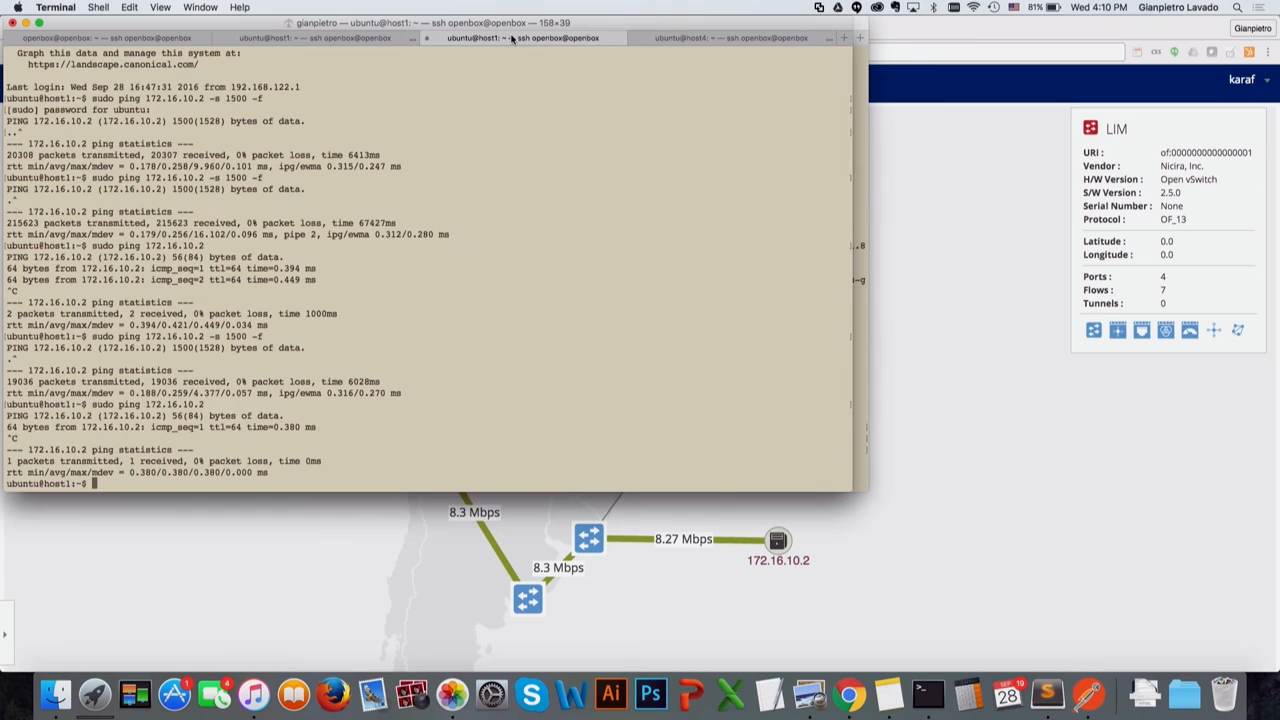 Terminal Shell Edit View Window Help
81% Wed 4:10 PM Gianpietro Lavado
gianpietro — ubuntu@host1: ~ — ssh openbox@openbox — 158×39
openbox@openbox: ~ — ssh openbox@openbox
ubuntu@host1: ~ — ssh openbox@openbox ...
ubuntu@host1: ~ — ssh openbox@openbox
ubuntu@host4: ~ — ssh openbox@openbox ...
Gianpietro
karaf
Graph this data and manage this system at:
https://landscape.canonical.com/
Last login: Wed Sep 28 16:47:31 2016 from 192.168.122.1
ubuntu@host1:~$ sudo ping 172.16.10.2 -s 1500 -f
[sudo] password for ubuntu:
PING 172.16.10.2 (172.16.10.2) 1500(1528) bytes of data.
..^
--- 172.16.10.2 ping statistics ---
20308 packets transmitted, 20307 received, 0% packet loss, time 6413ms
rtt min/avg/max/mdev = 0.178/0.258/9.960/0.101 ms, ipg/ewma 0.315/0.247 ms
ubuntu@host1:~$ sudo ping 172.16.10.2 -s 1500 -f
PING 172.16.10.2 (172.16.10.2) 1500(1528) bytes of data.
.^
--- 172.16.10.2 ping statistics ---
215623 packets transmitted, 215623 received, 0% packet loss, time 67427ms
rtt min/avg/max/mdev = 0.179/0.256/16.102/0.096 ms, pipe 2, ipg/ewma 0.312/0.280 ms
ubuntu@host1:~$ sudo ping 172.16.10.2
PING 172.16.10.2 (172.16.10.2) 56(84) bytes of data.
64 bytes from 172.16.10.2: icmp_seq=1 ttl=64 time=0.394 ms
64 bytes from 172.16.10.2: icmp_seq=2 ttl=64 time=0.449 ms
^C
--- 172.16.10.2 ping statistics ---
2 packets transmitted, 2 received, 0% packet loss, time 1000ms
rtt min/avg/max/mdev = 0.394/0.421/0.449/0.034 ms
ubuntu@host1:~$ sudo ping 172.16.10.2 -s 1500 -f
PING 172.16.10.2 (172.16.10.2) 1500(1528) bytes of data.
.^
--- 172.16.10.2 ping statistics ---
19036 packets transmitted, 19036 received, 0% packet loss, time 6028ms
rtt min/avg/max/mdev = 0.188/0.259/4.377/0.057 ms, ipg/ewma 0.316/0.270 ms
ubuntu@host1:~$ sudo ping 172.16.10.2
PING 172.16.10.2 (172.16.10.2) 56(84) bytes of data.
64 bytes from 172.16.10.2: icmp_seq=1 ttl=64 time=0.380 ms
^C
--- 172.16.10.2 ping statistics ---
1 packets transmitted, 1 received, 0% packet loss, time 0ms
rtt min/avg/max/mdev = 0.380/0.380/0.380/0.000 ms
ubuntu@host1:~$
LIM
URI : of:0000000000000001
Vendor : Nicira, Inc.
H/W Version : Open vSwitch
S/W Version : 2.5.0
Serial Number : None
Protocol : OF_13
Latitude : 0.0
Longitude : 0.0
Ports : 4
Flows : 7
Tunnels : 0
8.3 Mbps
8.27 Mbps
8.3 Mbps
172.16.10.2